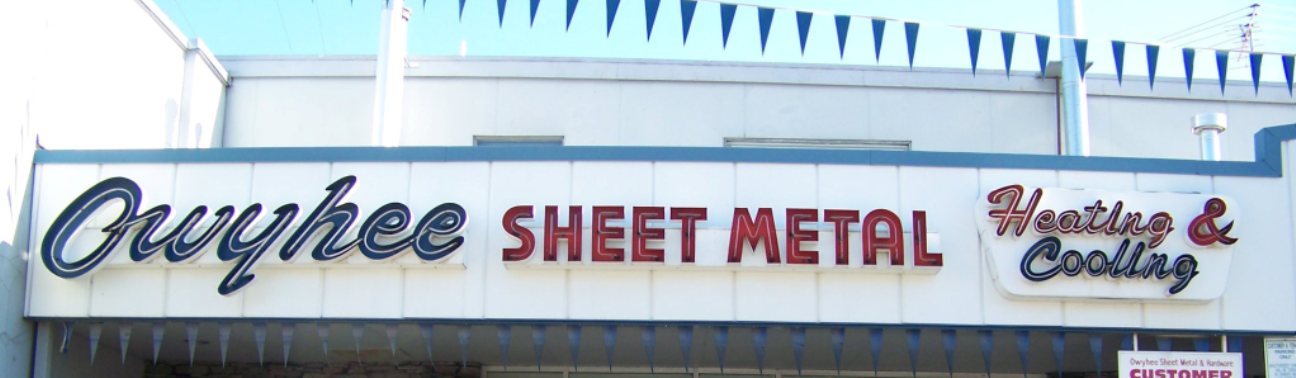 Owyhee SHEET METAL
Heating &
Cooling
Owyhee Sheet Metal & Hardware
CUSTOMER